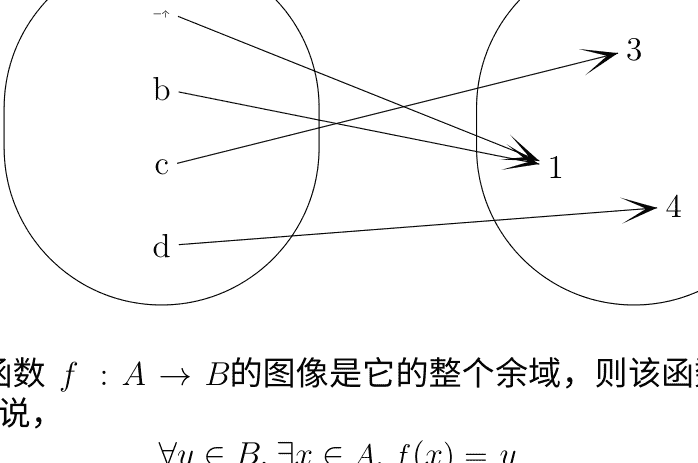 3
b
c
1
4
d
函数 f : A → B的图像是它的整个余域，则该函
说，
∀y ∈ B, ∃x ∈ A, f(x) = y